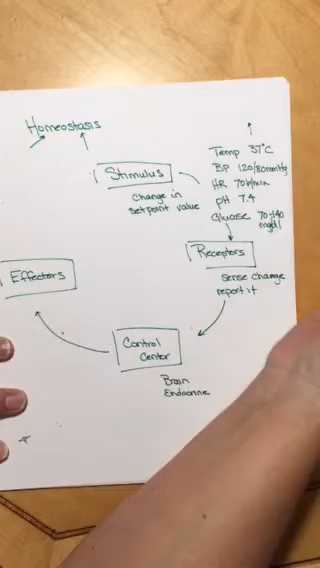 Homeostasis
Stimulus
Change in
setpoint value
Temp 37°C
BP 120/80mmHg
HR 70b/min
pH 7.4
Glucose 70-140
mg/dl
Receptors
sense change
report it
Effectors
Control
Center
Brain
Endocrine